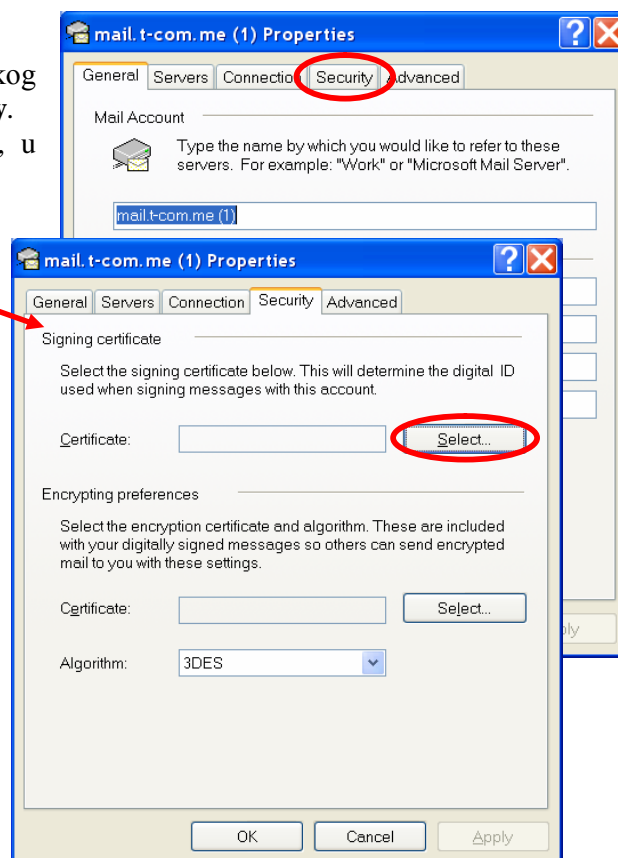 mail.t-com.me (1) Properties
General Servers Connection Security Advanced
Mail Account
Type the name by which you would like to refer to these
servers. For example: "Work" or "Microsoft Mail Server".
mail.t-com.me (1)
y.
, u
mail.t-com.me (1) Properties
General Servers Connection Security Advanced
Signing certificate
Select the signing certificate below. This will determine the digital ID
used when signing messages with this account.
Certificate: Select...
Encrypting preferences
Select the encryption certificate and algorithm. These are included
with your digitally signed messages so others can send encrypted
mail to you with these settings.
Certificate: Select...
Algorithm: 3DES
OK Cancel Apply